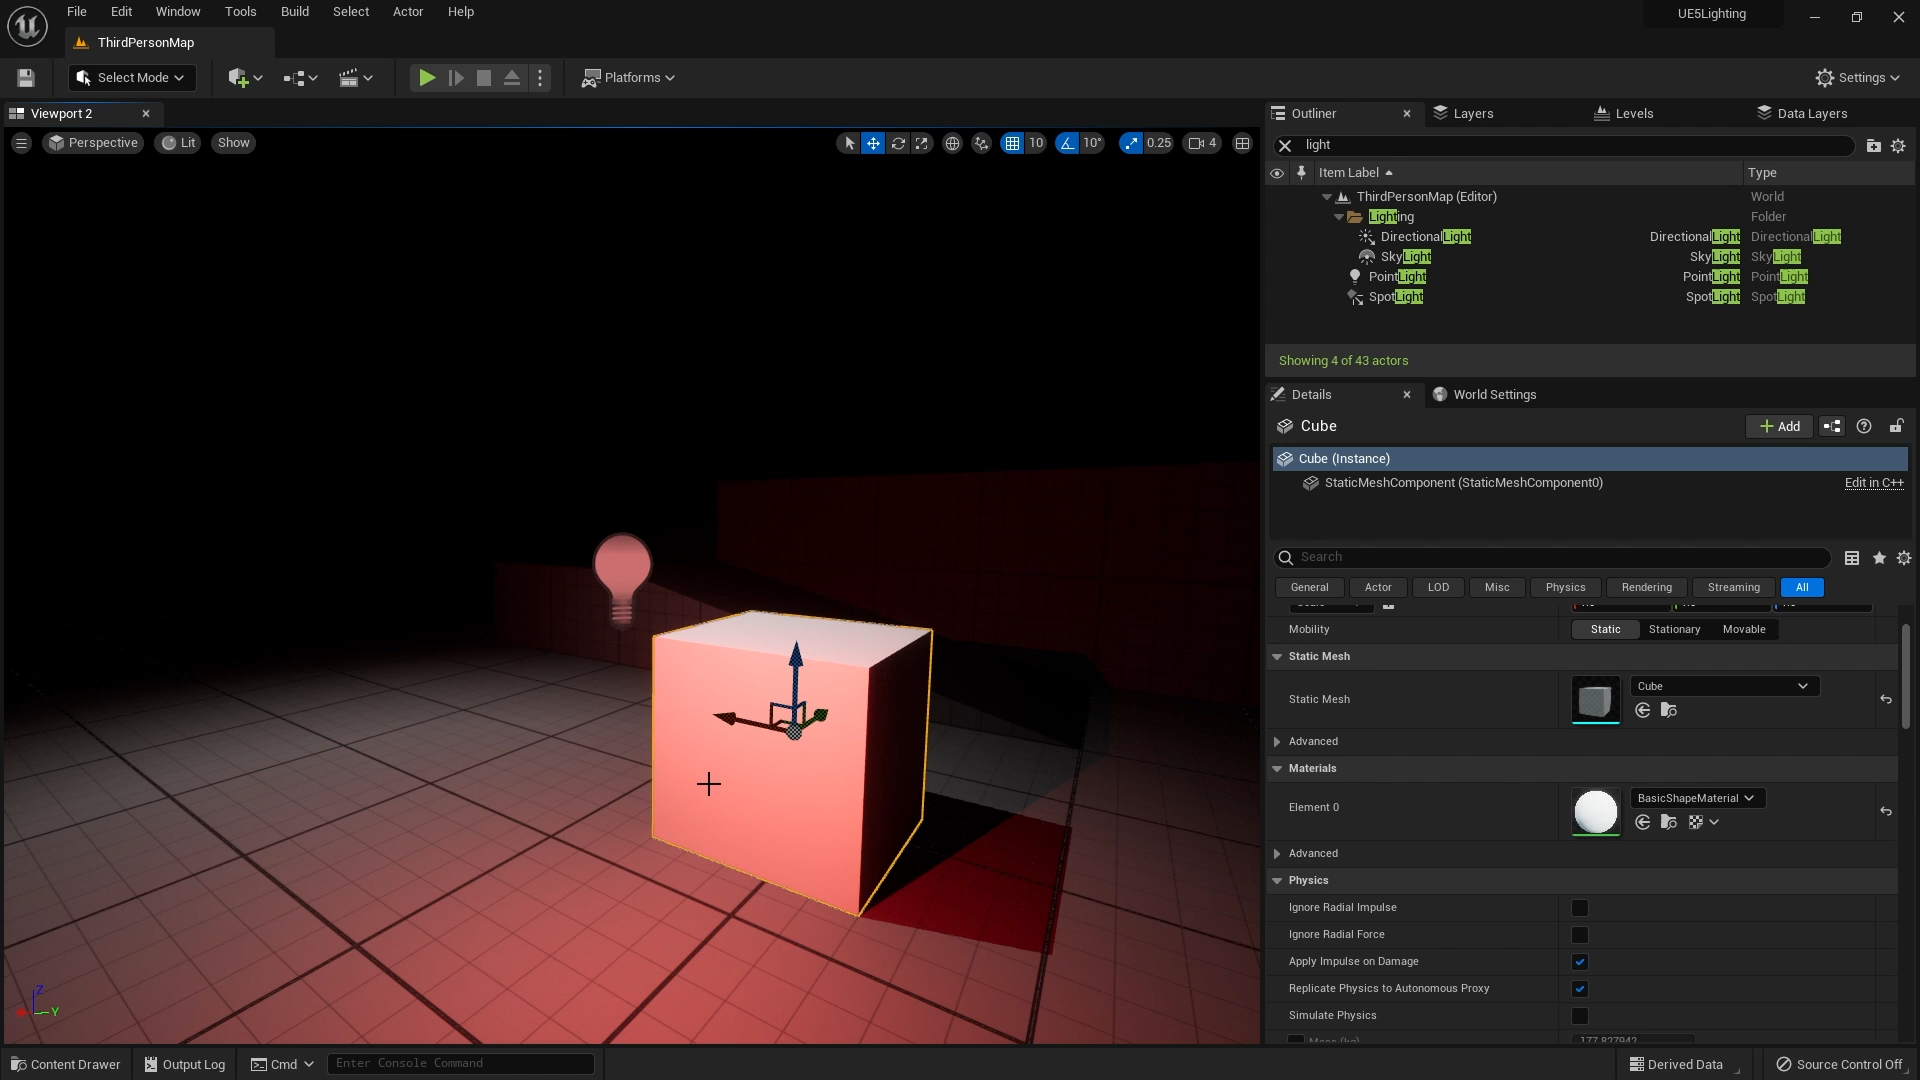 File Edit Window Tools Build Select Actor Help
UE5Lighting
ThirdPersonMap
Select Mode
Platforms
Settings
Viewport 2
Perspective Lit Show
10 10° 0.25 4
Outliner Layers Levels Data Layers
light
Item Label Type
ThirdPersonMap (Editor) World
Lighting Folder
DirectionalLight DirectionalLight DirectionalLight
SkyLight SkyLight SkyLight
PointLight PointLight PointLight
SpotLight SpotLight SpotLight
Showing 4 of 43 actors
Details World Settings
Cube
Add
Cube (Instance)
StaticMeshComponent (StaticMeshComponent0) Edit in C++
Search
General Actor LOD Misc Physics Rendering Streaming All
Mobility Static Stationary Movable
Static Mesh
Static Mesh Cube
Advanced
Materials
Element 0 BasicShapeMaterial
Advanced
Physics
Ignore Radial Impulse
Ignore Radial Force
Apply Impulse on Damage
Replicate Physics to Autonomous Proxy
Simulate Physics
Z
Y
Content Drawer Output Log Cmd Enter Console Command
Derived Data Source Control Off